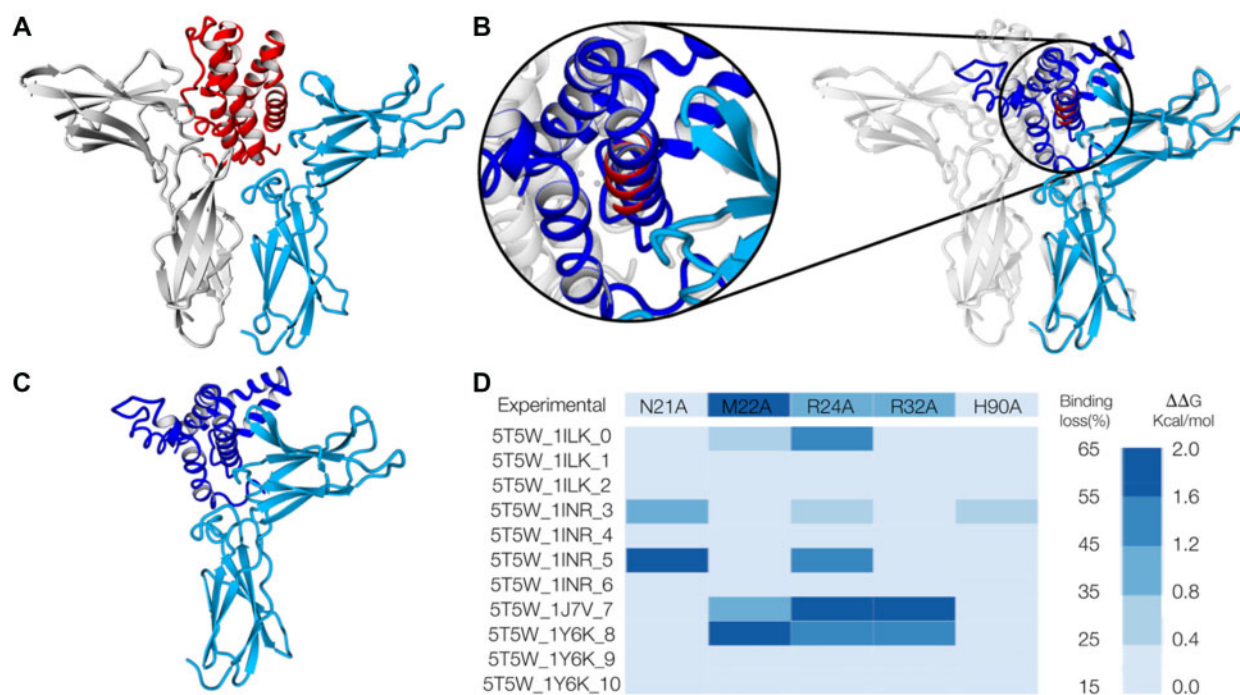 A
B
C
D
Experimental N21A M22A R24A R32A H90A
5T5W_1ILK_0
5T5W_1ILK_1
5T5W_1ILK_2
5T5W_1INR_3
5T5W_1INR_4
5T5W_1INR_5
5T5W_1INR_6
5T5W_1J7V_7
5T5W_1Y6K_8
5T5W_1Y6K_9
5T5W_1Y6K_10
Binding
loss(%)
65
55
45
35
25
15
ΔΔG
Kcal/mol
2.0
1.6
1.2
0.8
0.4
0.0